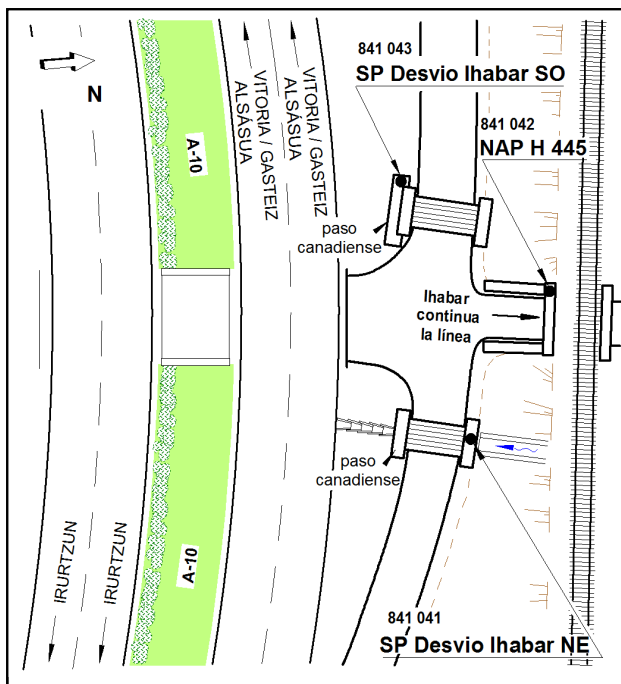 841 043
SP Desvio Ihabar SO
841 042
NAP H 445
N
A-10
VITORIA / GASTEIZ
ALSÁSUA
VITORIA / GASTEIZ
ALSÁSUA
paso
canadiense
Ihabar
continua
la línea
paso
canadiense
A-10
IRURTZUN
IRURTZUN
841 041
SP Desvio Ihabar NE